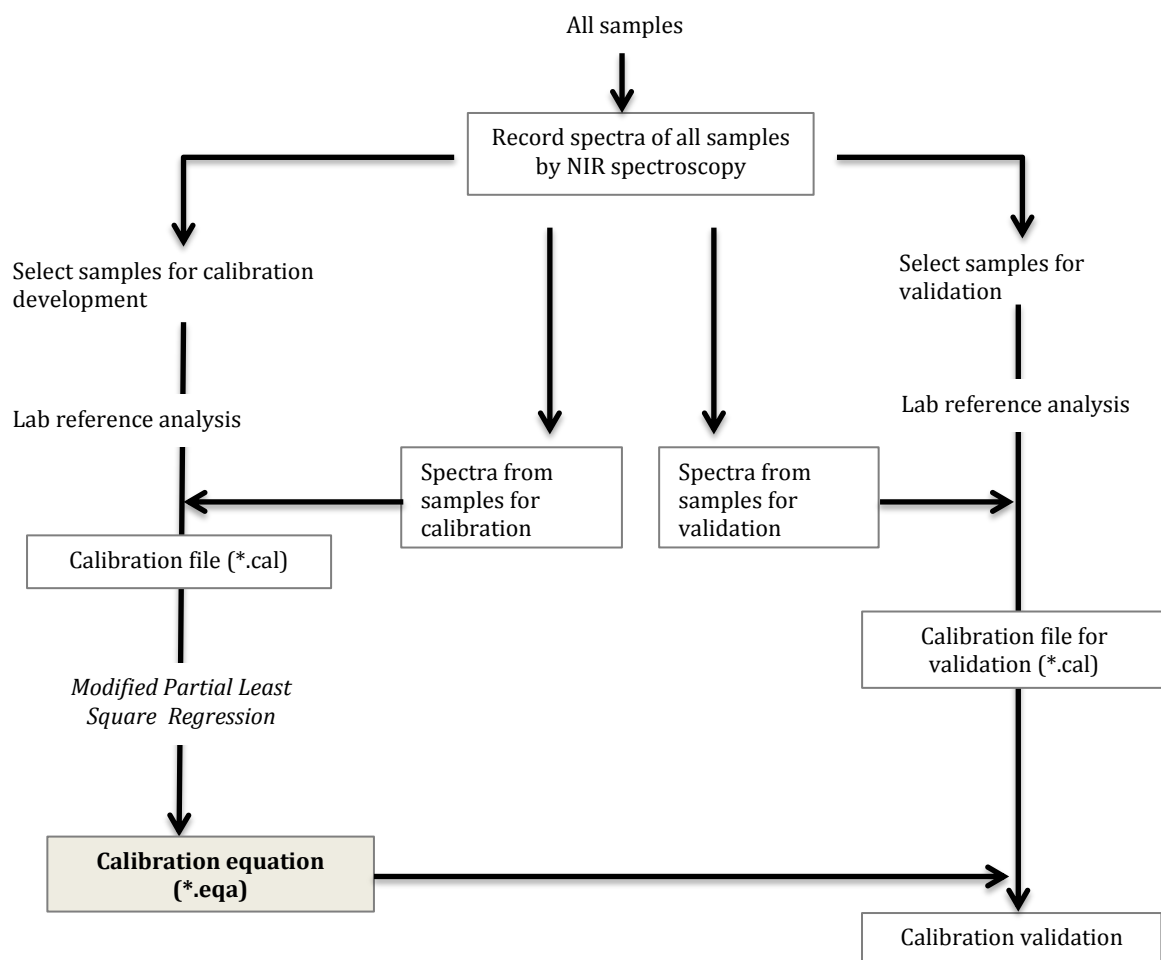 All samples
Record spectra of all samples
by NIR spectroscopy
Select samples for calibration
development
Select samples for
validation
Lab reference analysis
Lab reference analysis
Spectra from
samples for
calibration
Spectra from
samples for
validation
Calibration file (*.cal)
Calibration file for
validation (*.cal)
Modified Partial Least
Square Regression
Calibration equation
(*.eqa)
Calibration validation